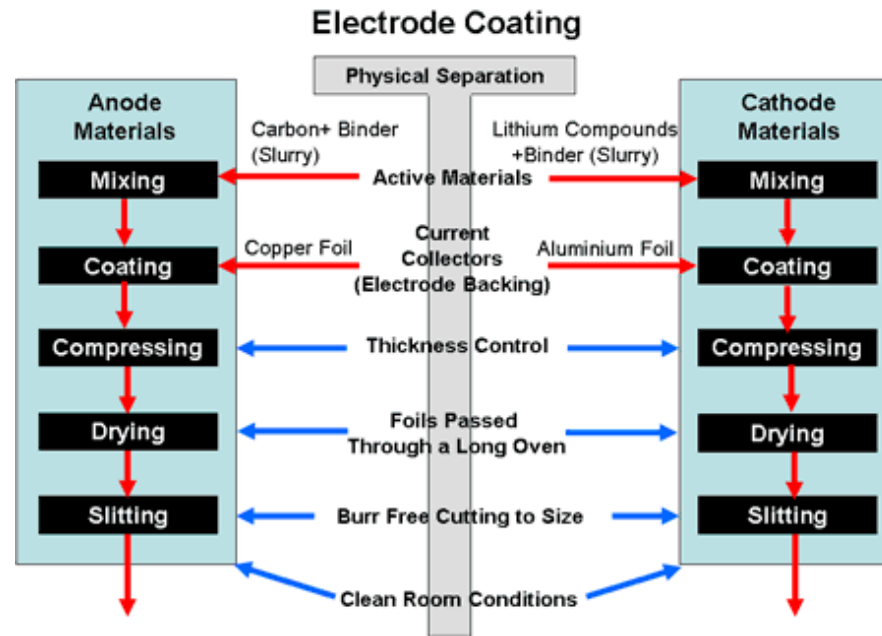 Electrode Coating
Physical Separation
Anode
Materials
Carbon+ Binder
(Slurry)
Lithium Compounds
+Binder (Slurry)
Cathode
Materials
Mixing
Active Materials
Mixing
Copper Foil
Current
Collectors
(Electrode Backing)
Aluminium Foil
Coating
Coating
Compressing
Thickness Control
Compressing
Drying
Foils Passed
Through a Long Oven
Drying
Slitting
Burr Free Cutting to Size
Slitting
Clean Room Conditions